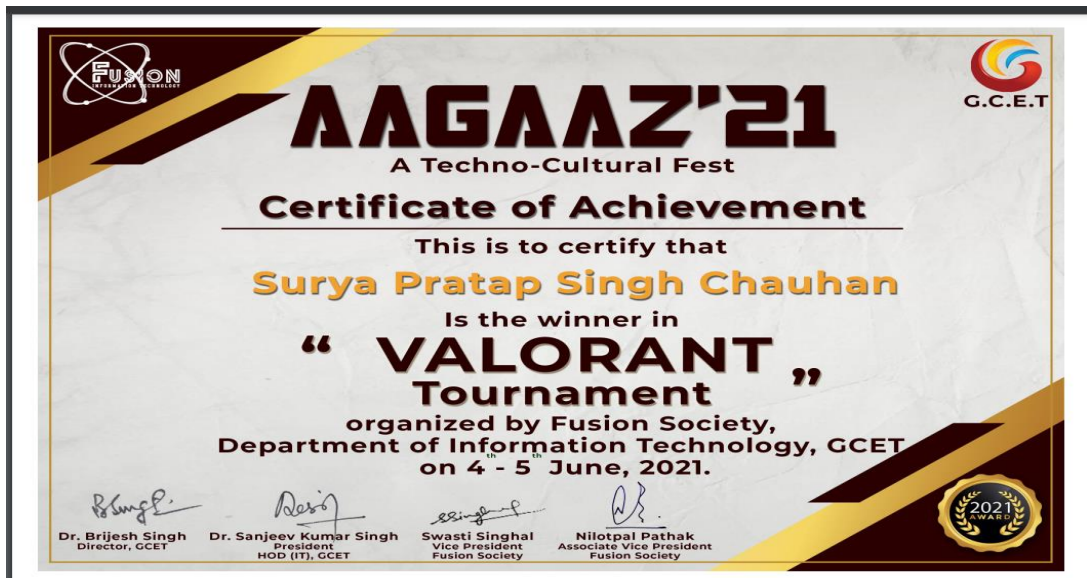 FUSION
INFORMATION TECHNOLOGY
G.C.E.T
AAGAAZ'21
A Techno-Cultural Fest
Certificate of Achievement
This is to certify that
Surya Pratap Singh Chauhan
Is the winner in
“ VALORANT
Tournament ”
organized by Fusion Society,
Department of Information Technology, GCET
on 4th - 5th June, 2021.
Dr. Brijesh Singh
Director, GCET
Dr. Sanjeev Kumar Singh
President
HOD (IT), GCET
Swasti Singhal
Vice President
Fusion Society
Nilotpal Pathak
Associate Vice President
Fusion Society
2021
AWARD